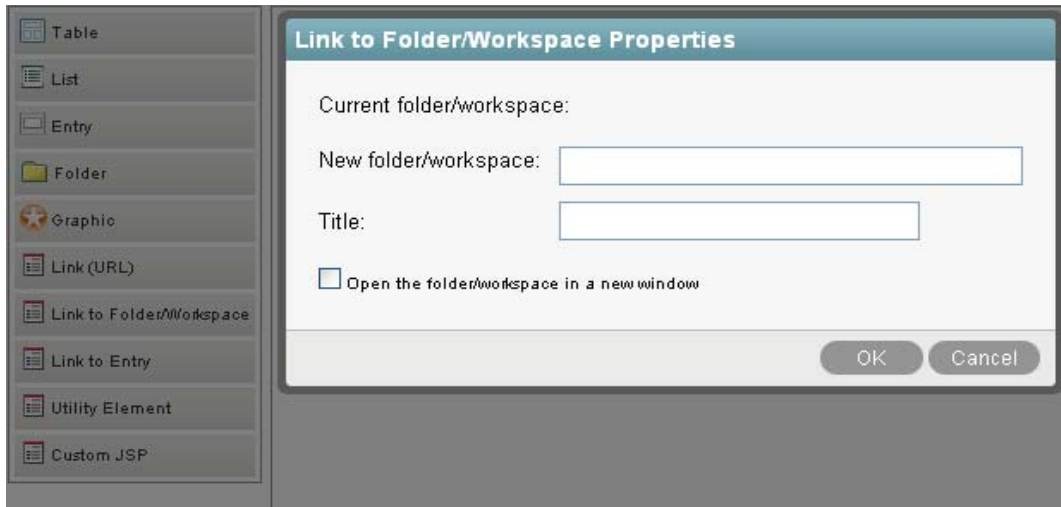 Table
List
Entry
Folder
Graphic
Link (URL)
Link to Folder/Workspace
Link to Entry
Utility Element
Custom JSP
Link to Folder/Workspace Properties
Current folder/workspace:
New folder/workspace:
Title:
Open the folder/workspace in a new window
OK Cancel